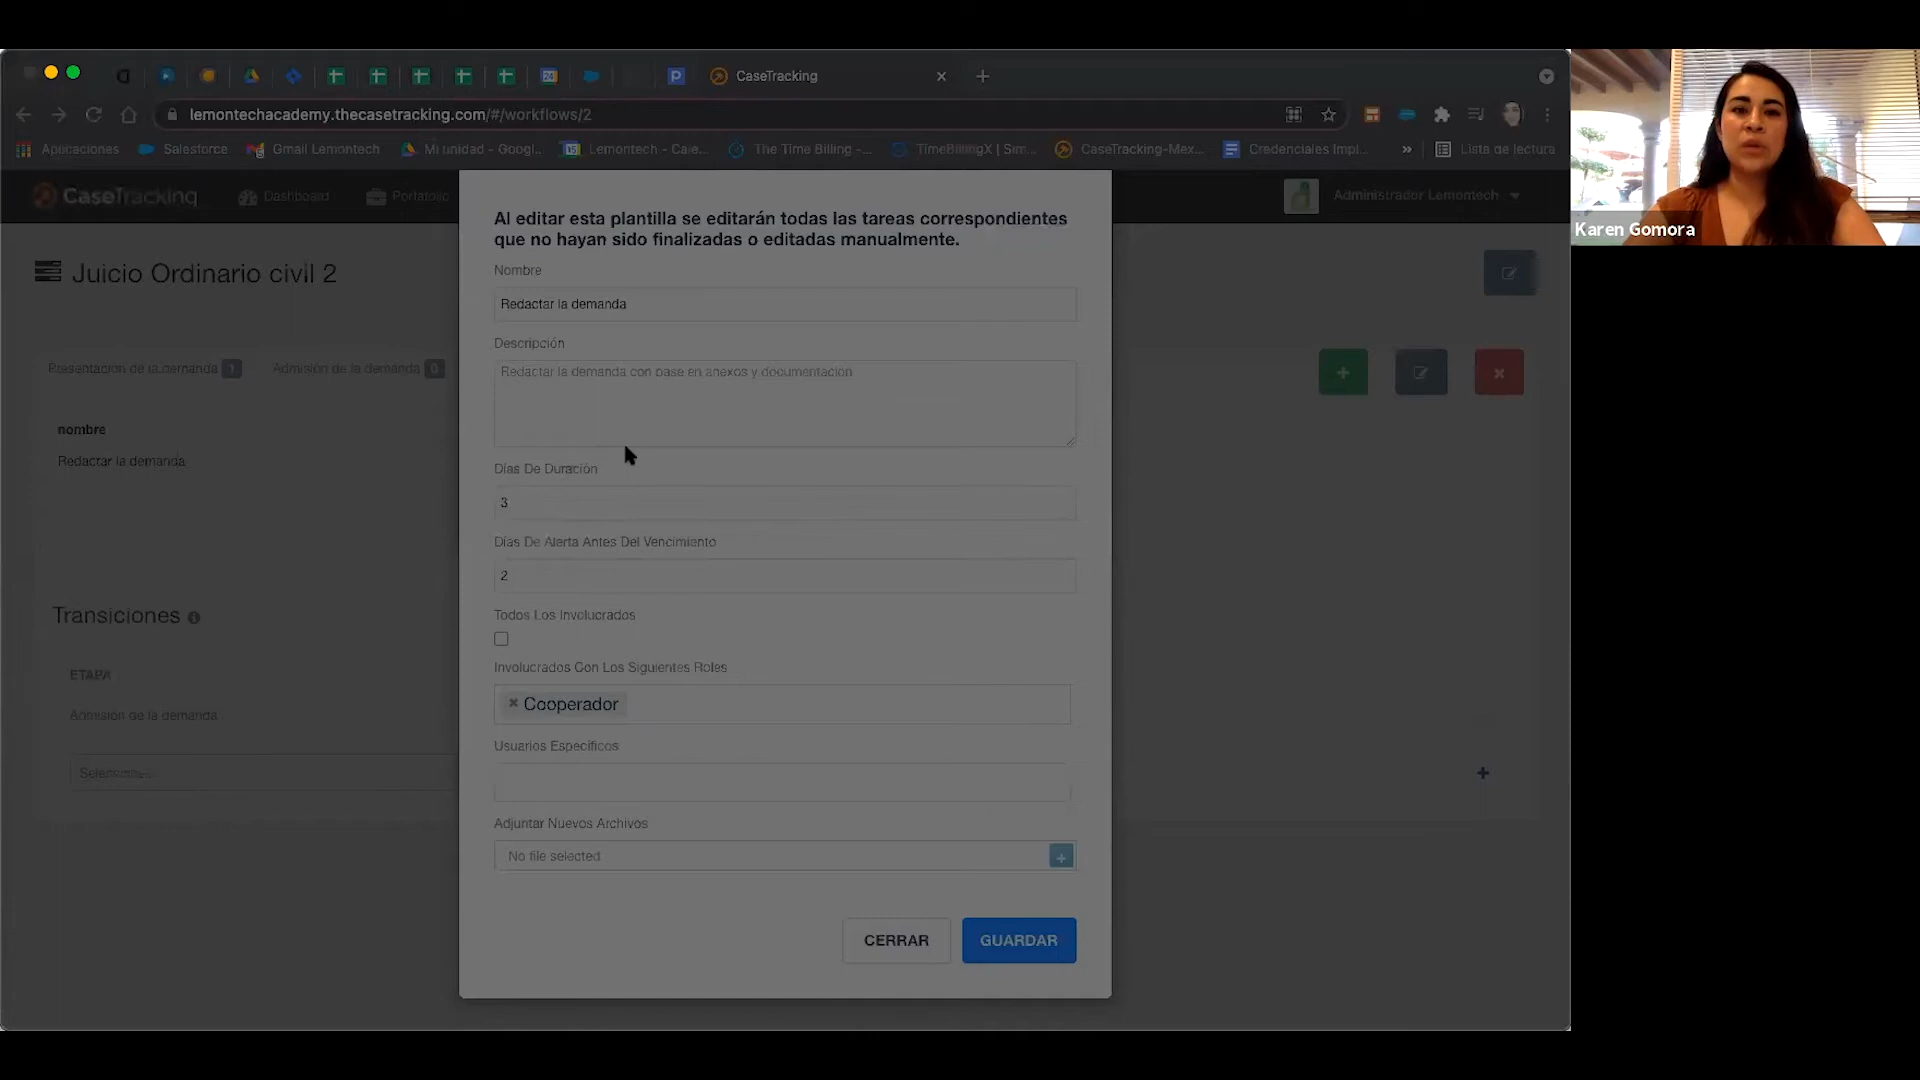 CaseTracking
lemontechacademy.thecasetracking.com/#/workflows/2
Aplicaciones Salesforce Gmail Lemontech Mi unidad - Googl... Lemontech - Cale... The Time Billing -... TimeBillingX | Sim... CaseTracking-Mex... Credenciales Impl... » Lista de lectura
CaseTracking Dashboard Portafolio Administrador Lemontech
Karen Gomora
Al editar esta plantilla se editarán todas las tareas correspondientes
que no hayan sido finalizadas o editadas manualmente.
Juicio Ordinario civil 2
Nombre
Redactar la demanda
Descripción
Redactar la demanda con base en anexos y documentación
Presentación de la demanda 1 Admisión de la demanda 0
nombre
Redactar la demanda
Días De Duración
3
Días De Alerta Antes Del Vencimiento
2
Todos Los Involucrados
Transiciones
Involucrados Con Los Siguientes Roles
ETAPA
Cooperador
Admisión de la demanda
Usuarios Específicos
Seleccione...
Adjuntar Nuevos Archivos
No file selected
CERRAR GUARDAR